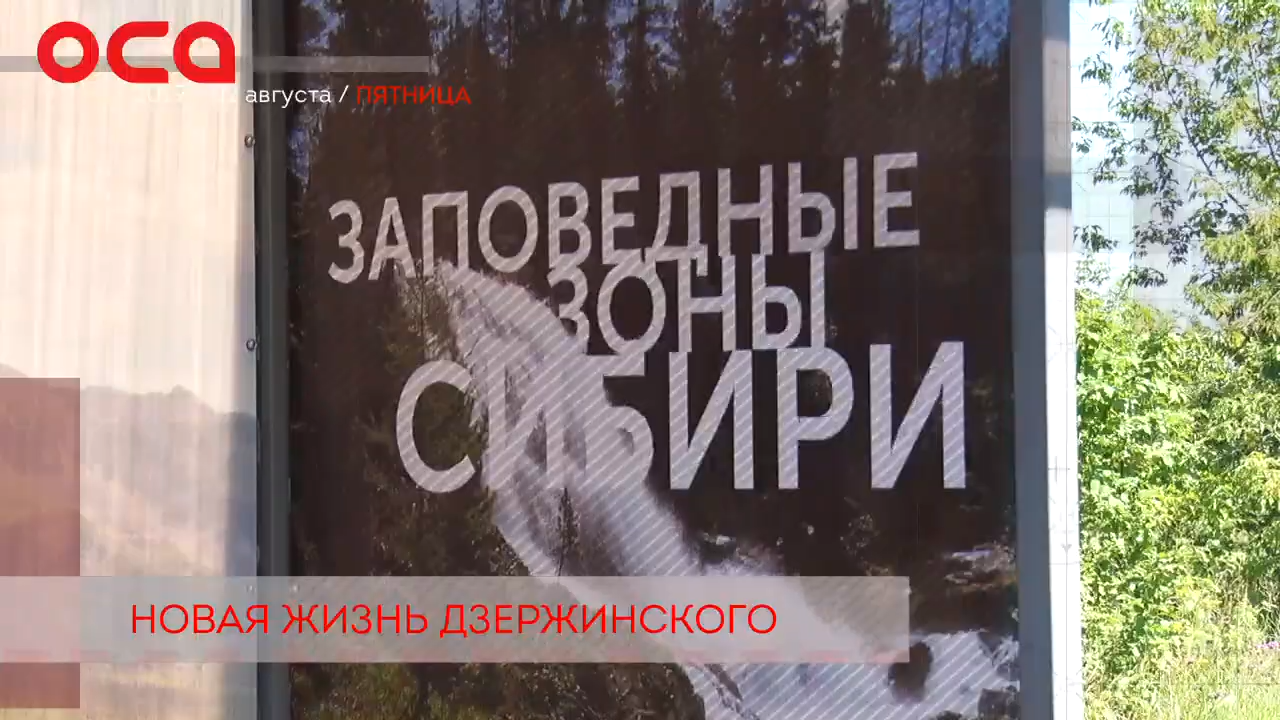 оса
августа / ПЯТНИЦА
ЗАПОВЕДНЫЕ
ЗОНЫ
СИБИРИ
НОВАЯ ЖИЗНЬ ДЗЕРЖИНСКОГО